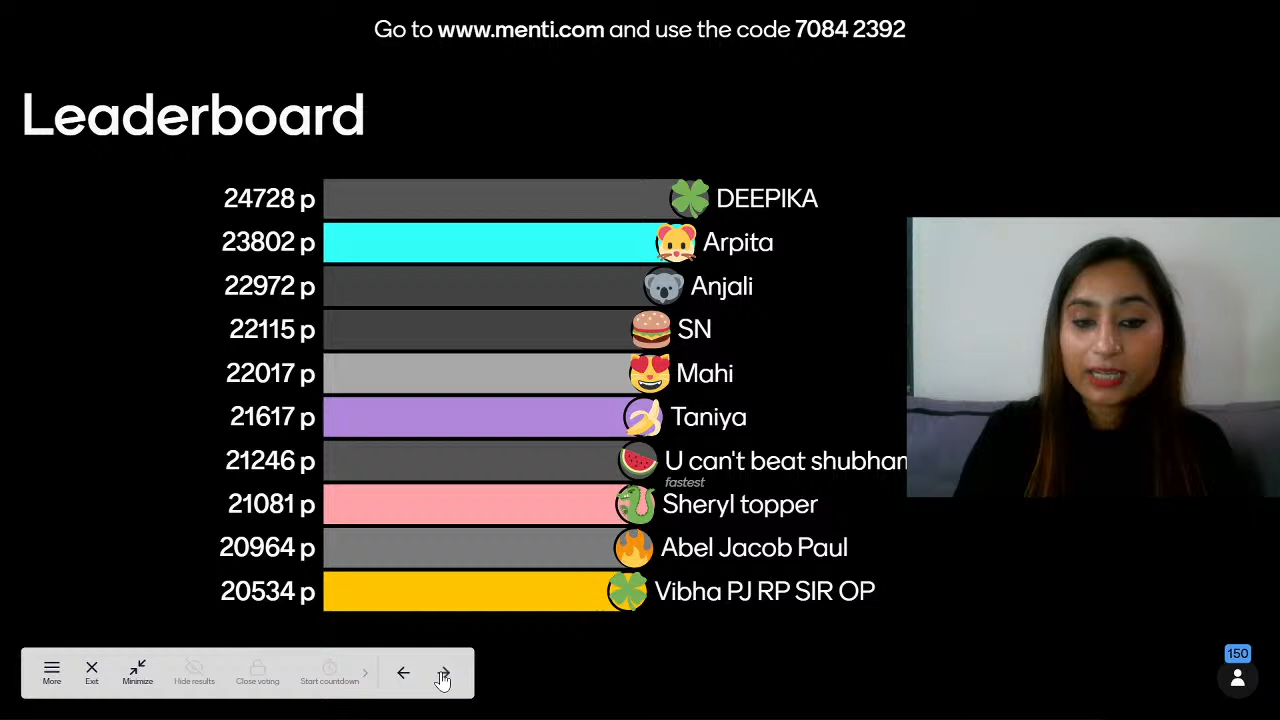 Go to www.menti.com and use the code 7084 2392
Leaderboard
24728 p DEEPIKA
23802 p Arpita
22972 p Anjali
22115 p SN
22017 p Mahi
21617 p Taniya
21246 p U can't beat shubham
fastest
21081 p Sheryl topper
20964 p Abel Jacob Paul
20534 p Vibha PJ RP SIR OP
More Exit Minimize Hide results Close voting Start countdown
150